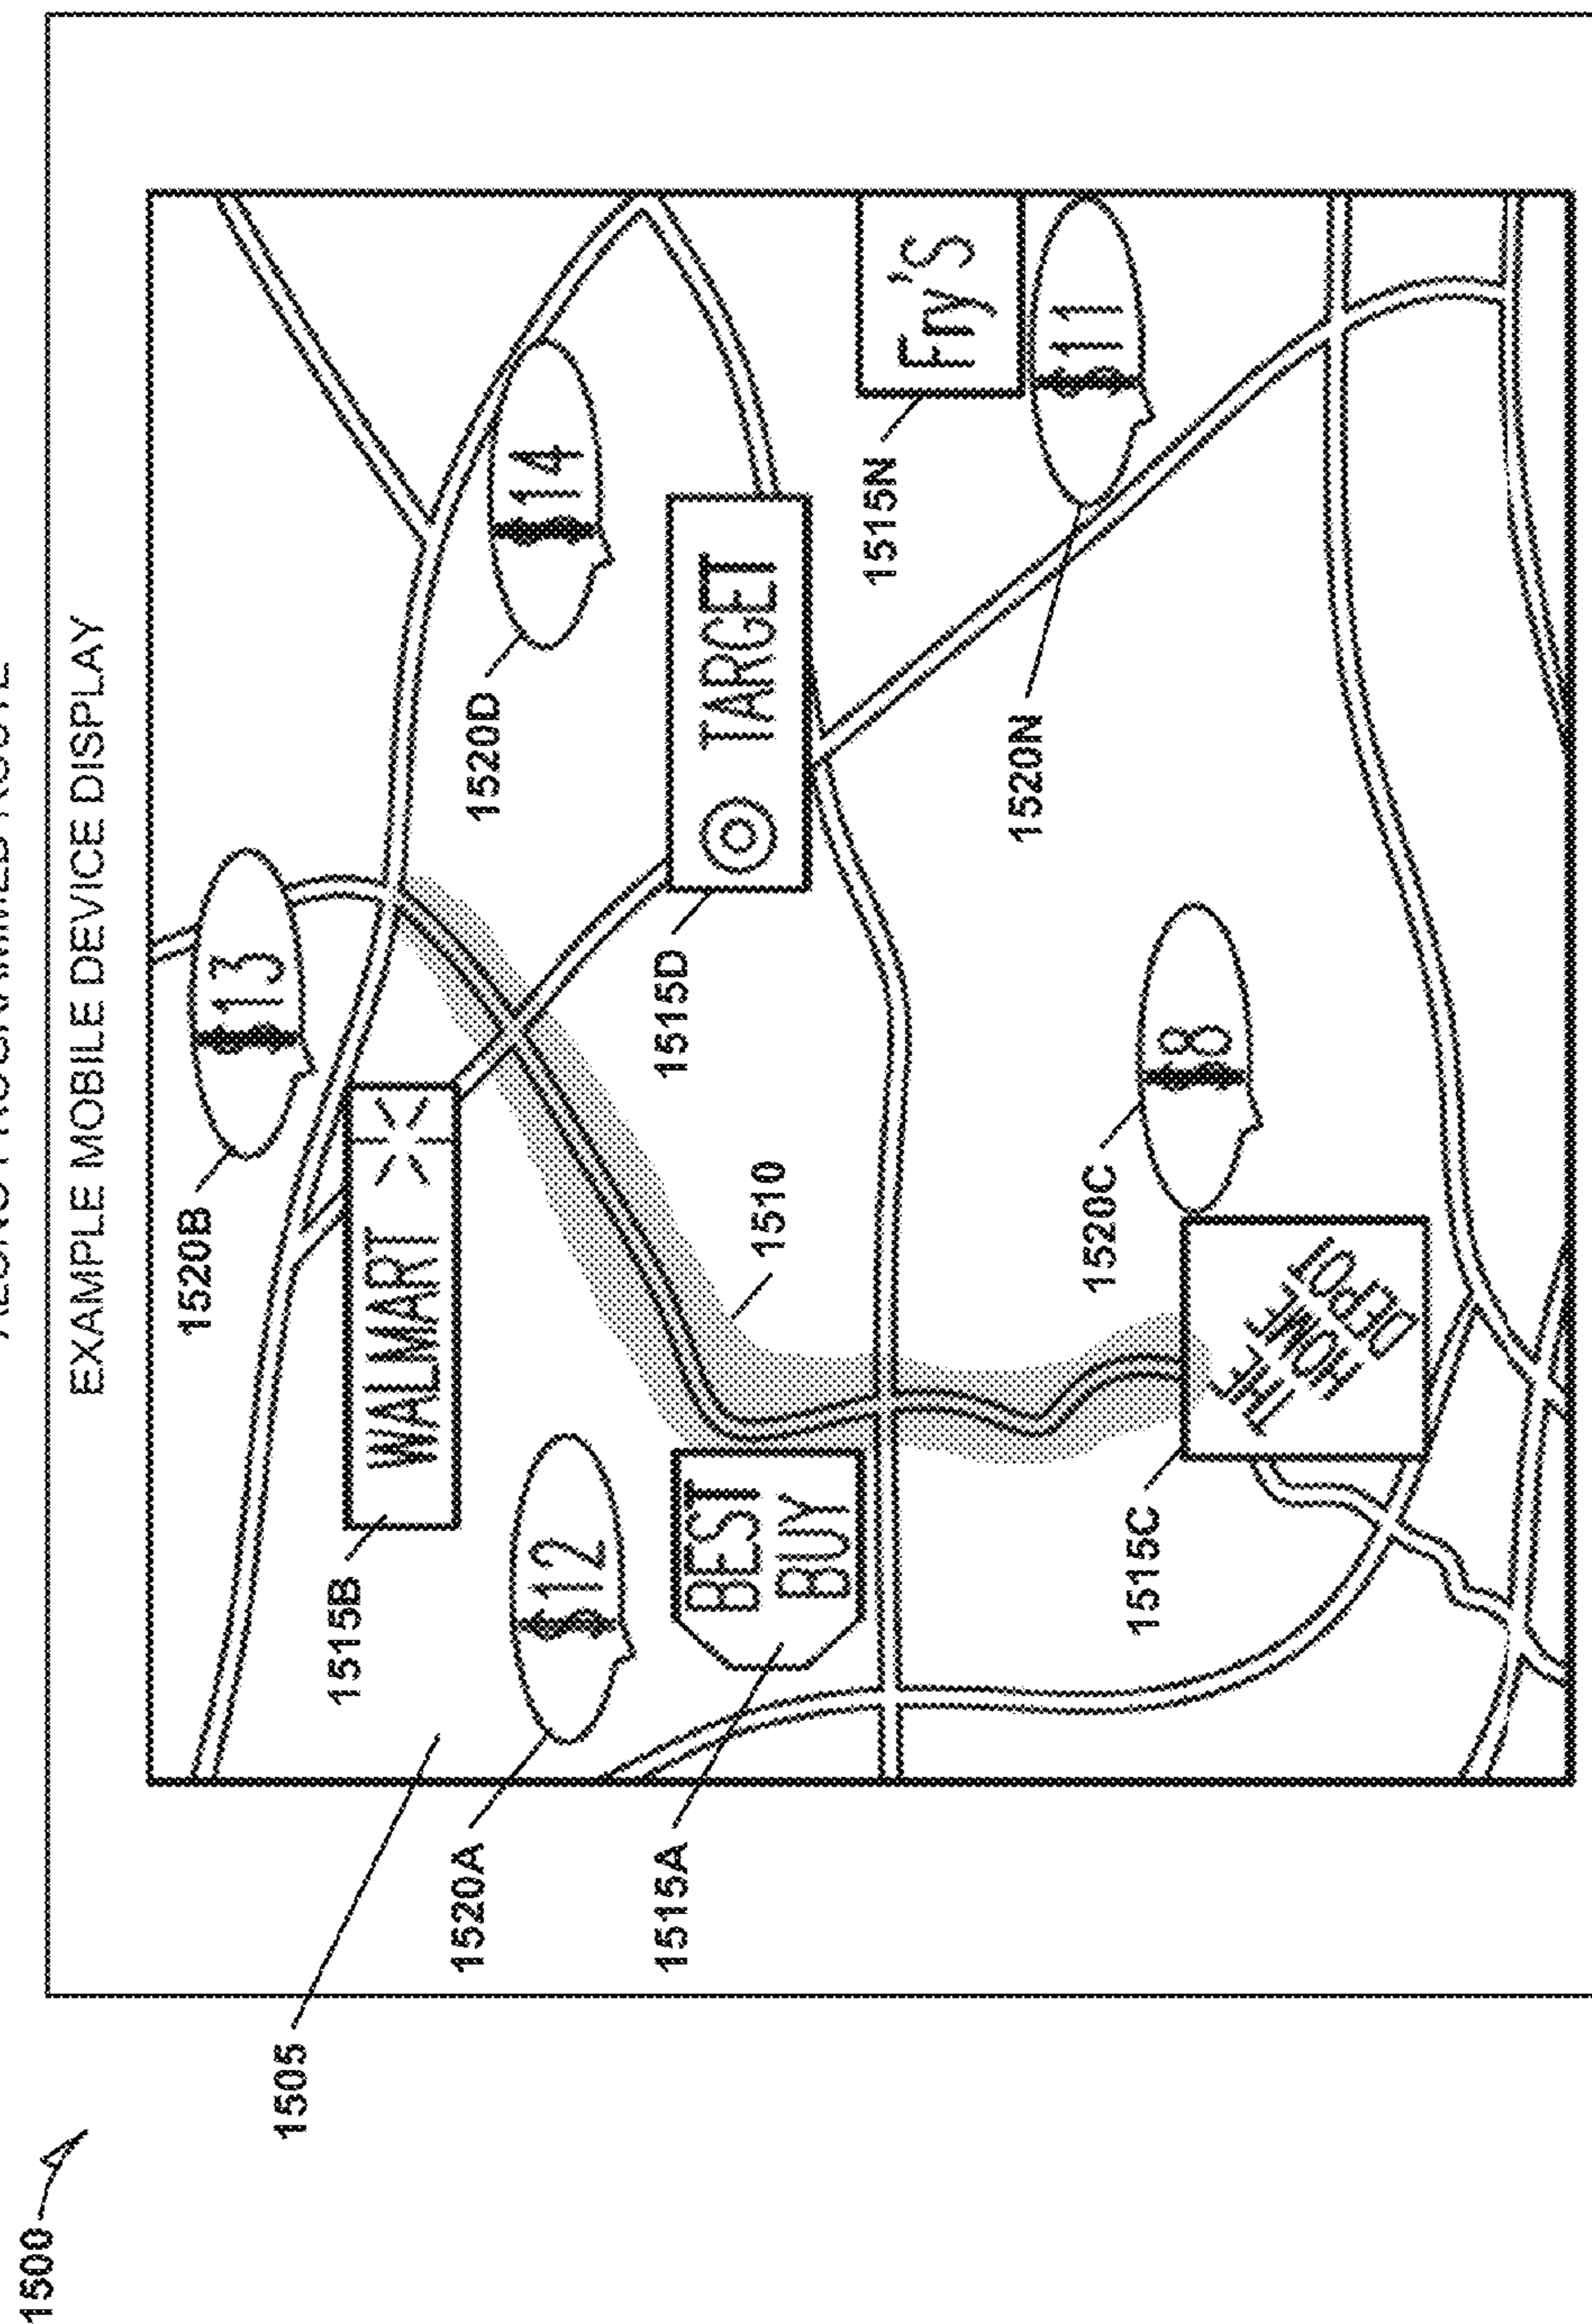 1500
EXAMPLE MOBILE DEVICE DISPLAY
1520B
$13
1505
1515B
WALMART
1520A
1520D
$12
$14
1515A
1515D
BEST
BUY
TARGET
1510
1515N
Fry'S
1520N
$11
1520C
1515C
$8
THE
HOME
DEPOT